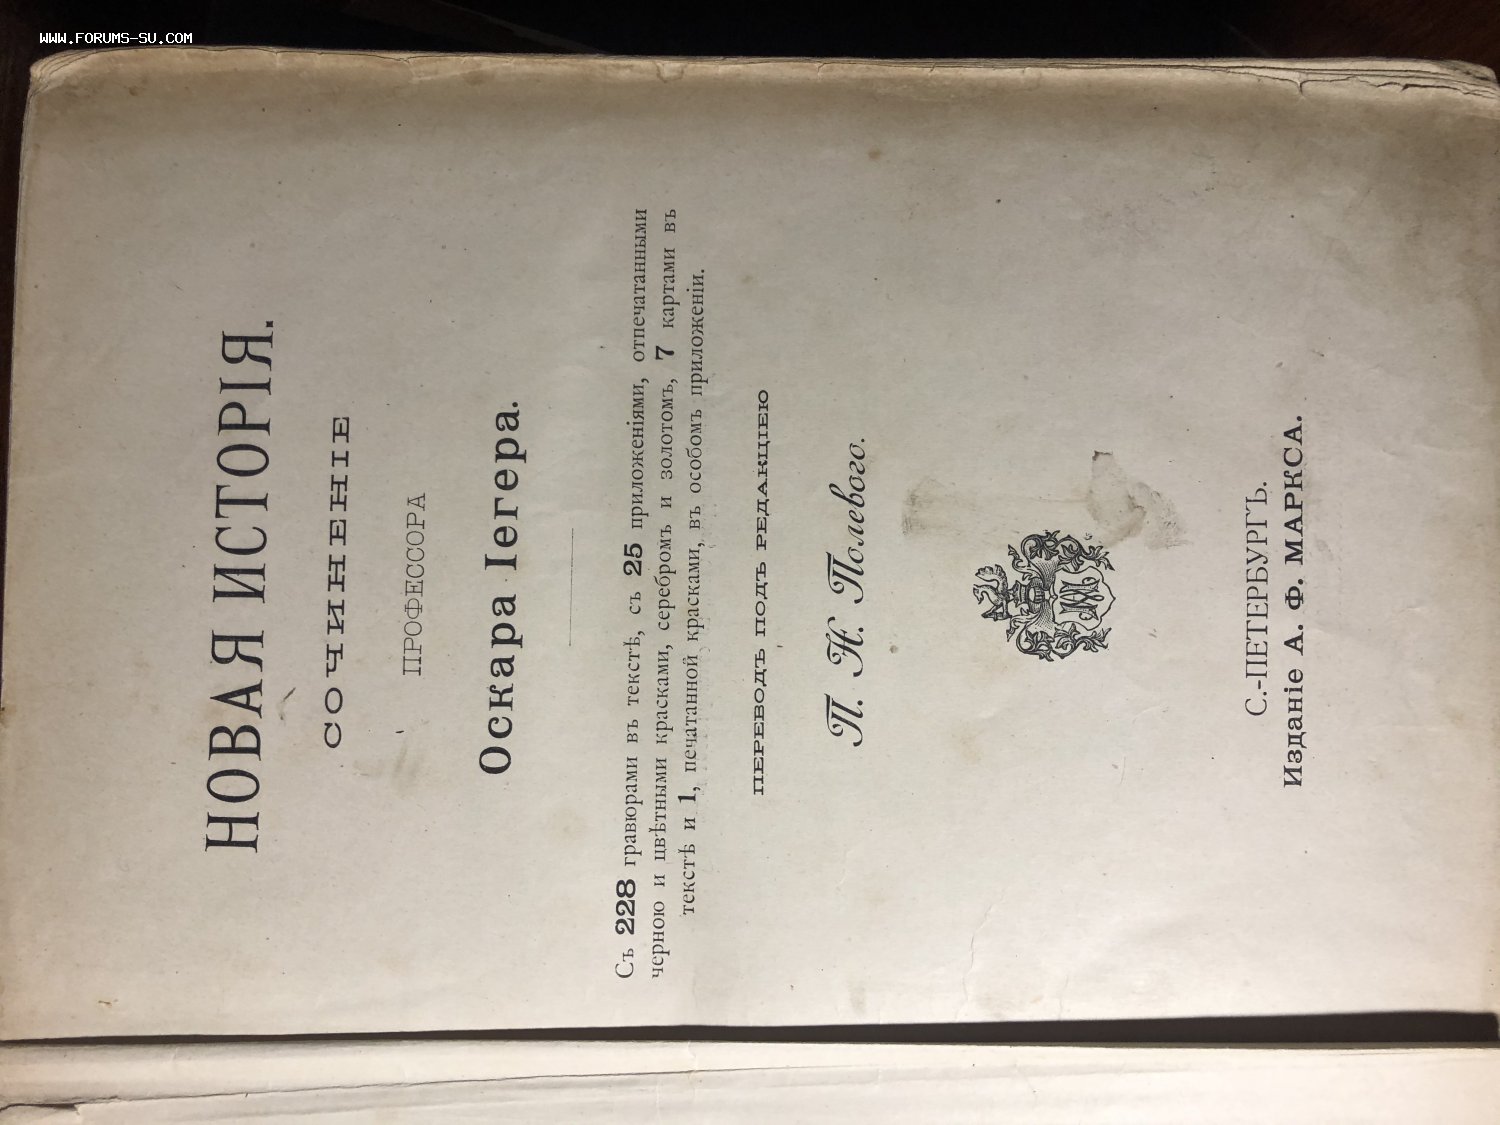 WWW.FORUMS-SU.COM
НОВАЯ ИСТОРІЯ.
СОЧИНЕНІЕ
ПРОФЕССОРА
Оскара Іегера.
Съ 228 гравюрами въ текстѣ, съ 25 приложеніями, отпечатанными
черною и цвѣтными красками, серебромъ и золотомъ, 7 картами въ
текстѣ и 1, печатанной красками, въ особомъ приложеніи.
ПЕРЕВОДЪ ПОДЪ РЕДАКЦІЕЮ
П. Н. Полевого.
С.-ПЕТЕРБУРГЪ.
Изданіе А. Ф. МАРКСА.